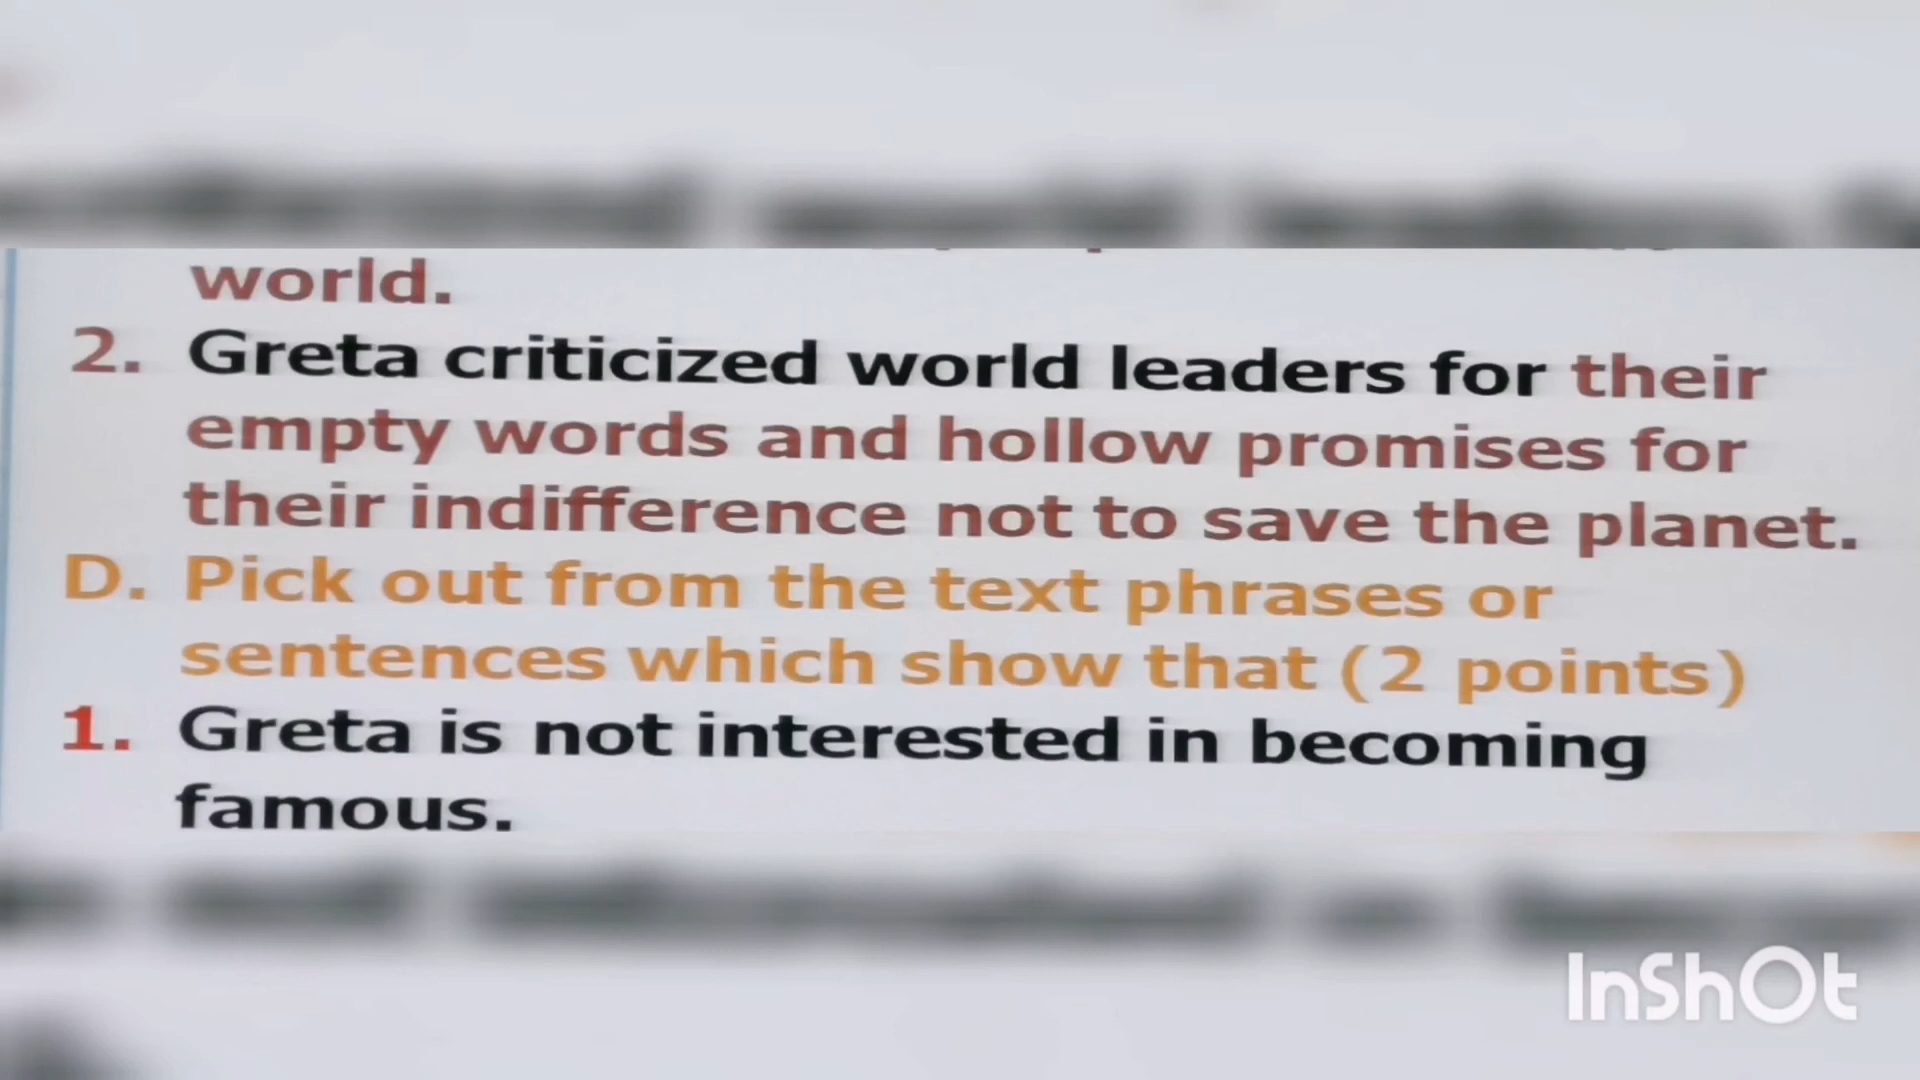 world.
2. Greta criticized world leaders for their
empty words and hollow promises for
their indifference not to save the planet.
D. Pick out from the text phrases or
sentences which show that (2 points)
1. Greta is not interested in becoming
famous.
InShOt